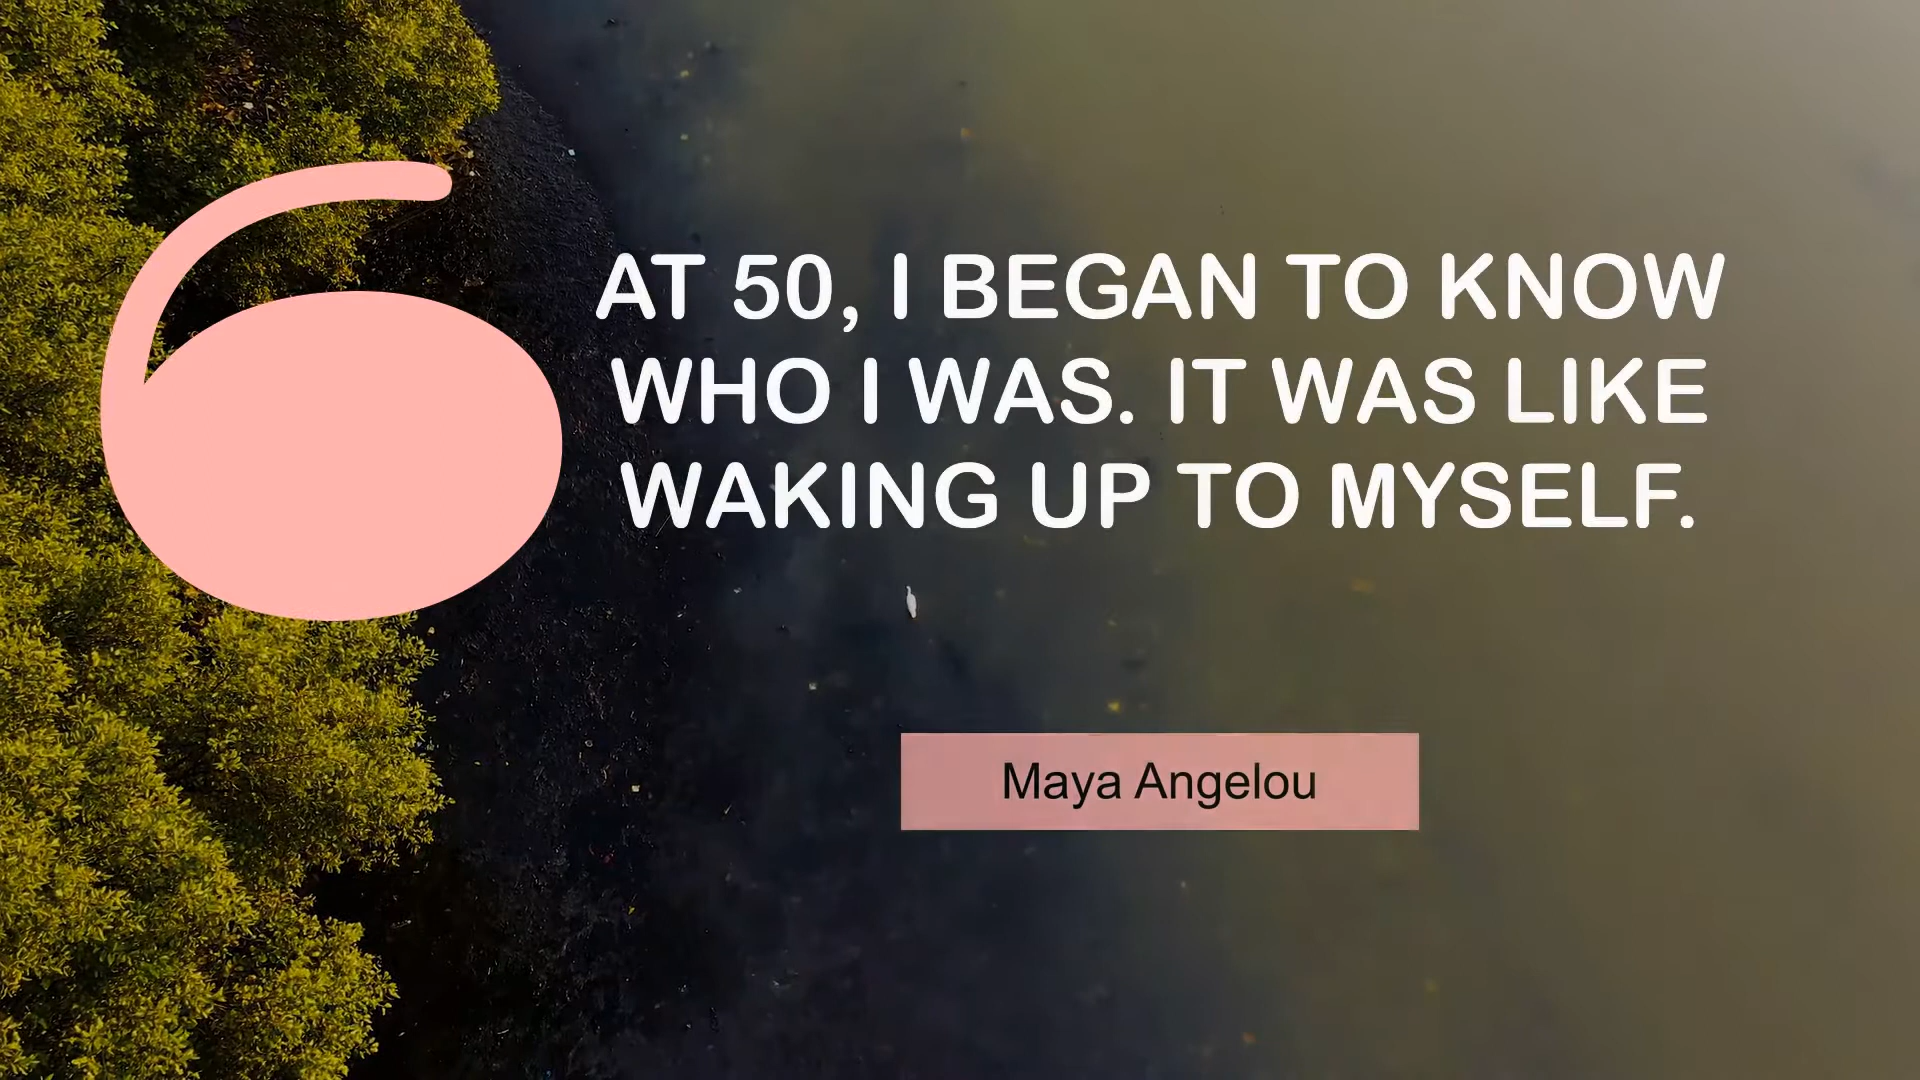 AT 50, I BEGAN TO KNOW
WHO I WAS. IT WAS LIKE
WAKING UP TO MYSELF.
Maya Angelou